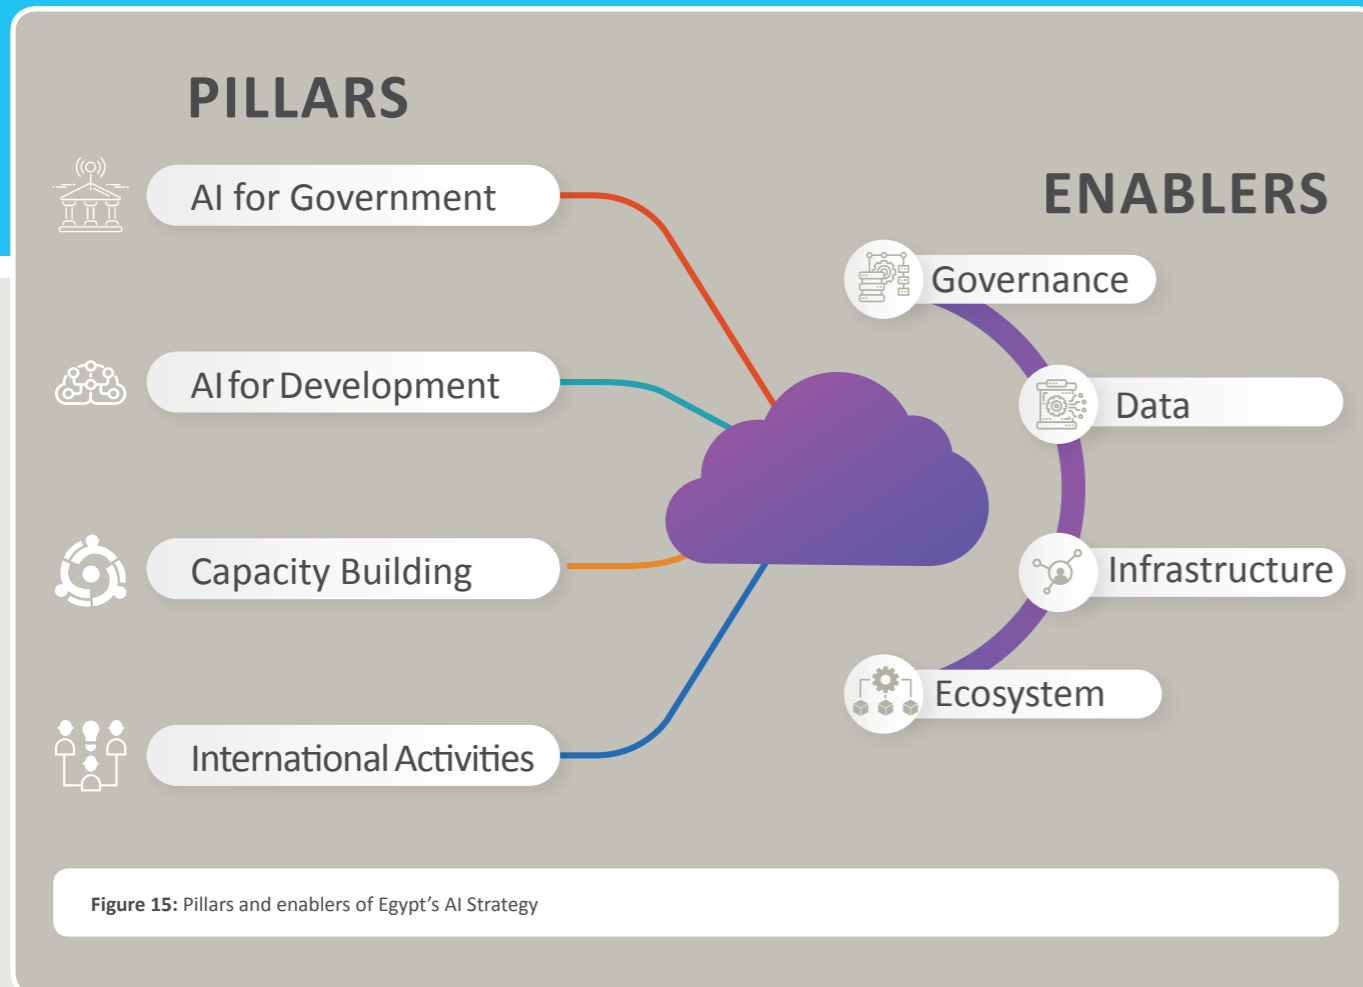 PILLARS
AI for Government
AI for Development
Capacity Building
International Activities
ENABLERS
Governance
Data
Infrastructure
Ecosystem
Figure 15: Pillars and enablers of Egypt’s AI Strategy